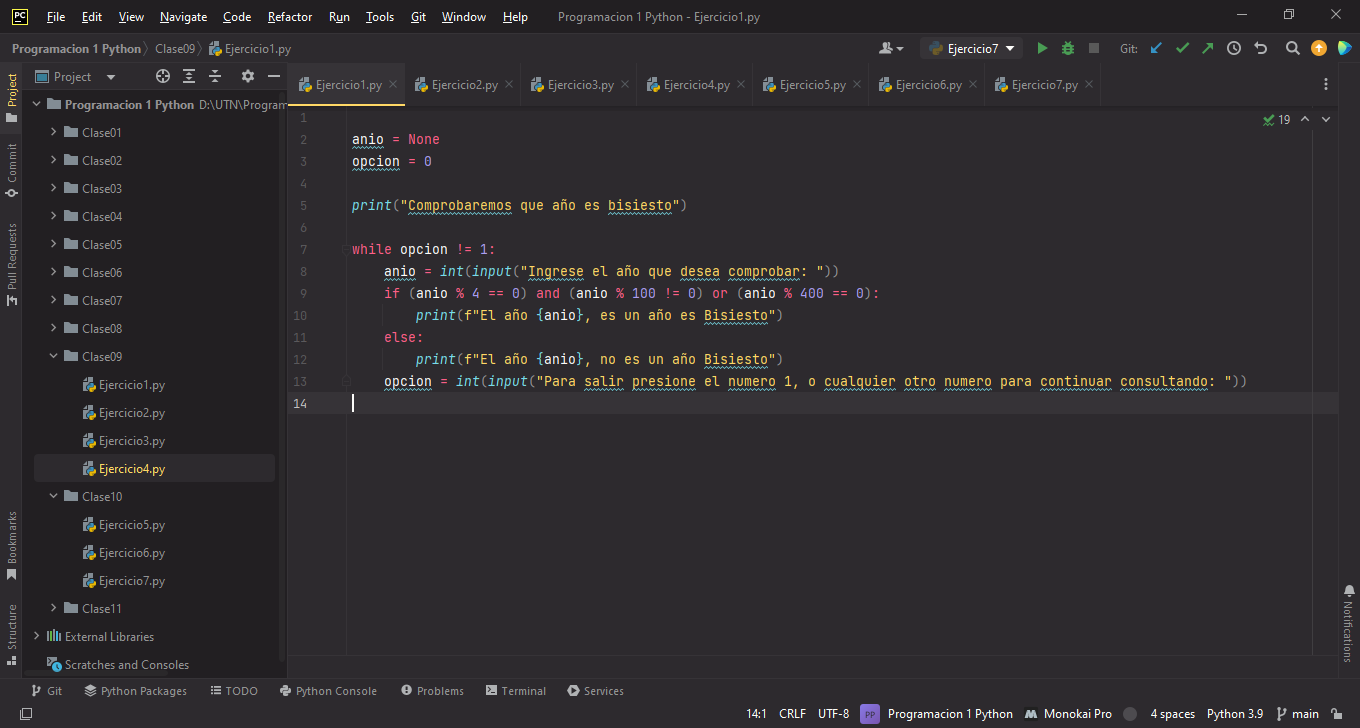 PC File Edit View Navigate Code Refactor Run Tools Git Window Help Programacion 1 Python - Ejercicio1.py
Programacion 1 Python Clase09 Ejercicio1.py Ejercicio7 Git:
Project
Ejercicio1.py Ejercicio2.py Ejercicio3.py Ejercicio4.py Ejercicio5.py Ejercicio6.py Ejercicio7.py
Project
Commit
Pull Requests
Bookmarks
Structure
Programacion 1 Python D:\UTN\Program
Clase01
Clase02
Clase03
Clase04
Clase05
Clase06
Clase07
Clase08
Clase09
Ejercicio1.py
Ejercicio2.py
Ejercicio3.py
Ejercicio4.py
Clase10
Ejercicio5.py
Ejercicio6.py
Ejercicio7.py
Clase11
External Libraries
Scratches and Consoles
19
1
2 anio = None
3 opcion = 0
4
5 print("Comprobaremos que año es bisiesto")
6
7 while opcion != 1:
8 anio = int(input("Ingrese el año que desea comprobar: "))
9 if (anio % 4 == 0) and (anio % 100 != 0) or (anio % 400 == 0):
10 print(f"El año {anio}, es un año es Bisiesto")
11 else:
12 print(f"El año {anio}, no es un año Bisiesto")
13 opcion = int(input("Para salir presione el numero 1, o cualquier otro numero para continuar consultando: "))
14
Notifications
Git Python Packages TODO Python Console Problems Terminal Services
14:1 CRLF UTF-8 PP Programacion 1 Python Monokai Pro 4 spaces Python 3.9 main